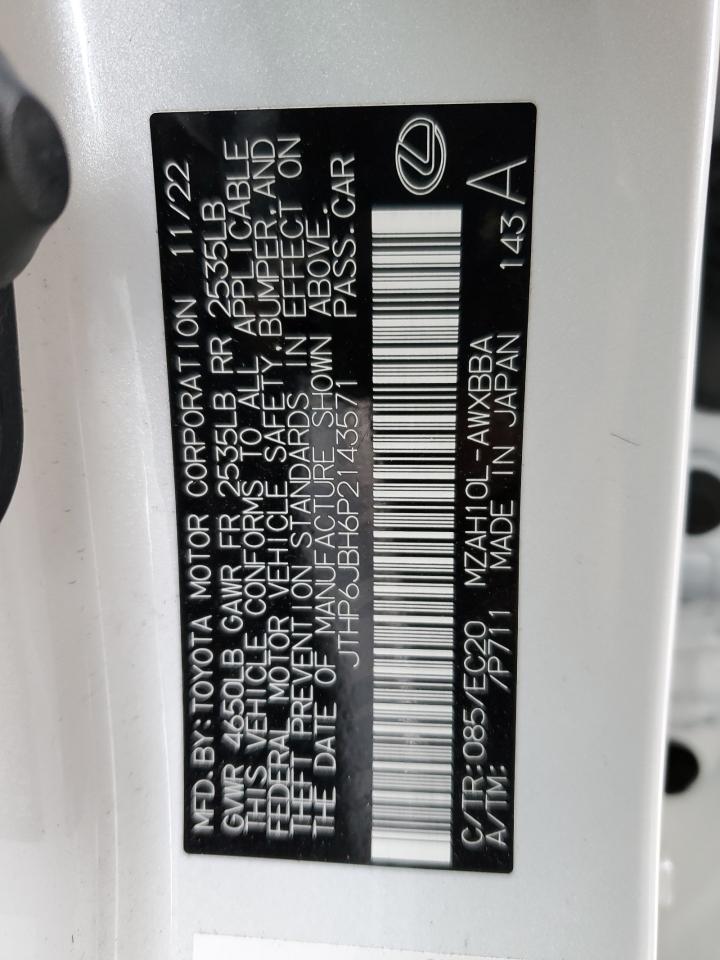 MFD.BY:TOYOTA MOTOR CORPORATION 11/22
GVWR 4650LB GAWR FR 2535LB RR 2535LB
THIS VEHICLE CONFORMS TO ALL APPLICABLE
FEDERAL MOTOR VEHICLE SAFETY,BUMPER,AND
THEFT PREVENTION STANDARDS IN EFFECT ON
THE DATE OF MANUFACTURE SHOWN ABOVE.
JTHP6JBH6P2143571 PASS.CAR
C/TR:085/EC20 MZAH10L-AWXBBA 143 A
A/TM: /P711 MADE IN JAPAN